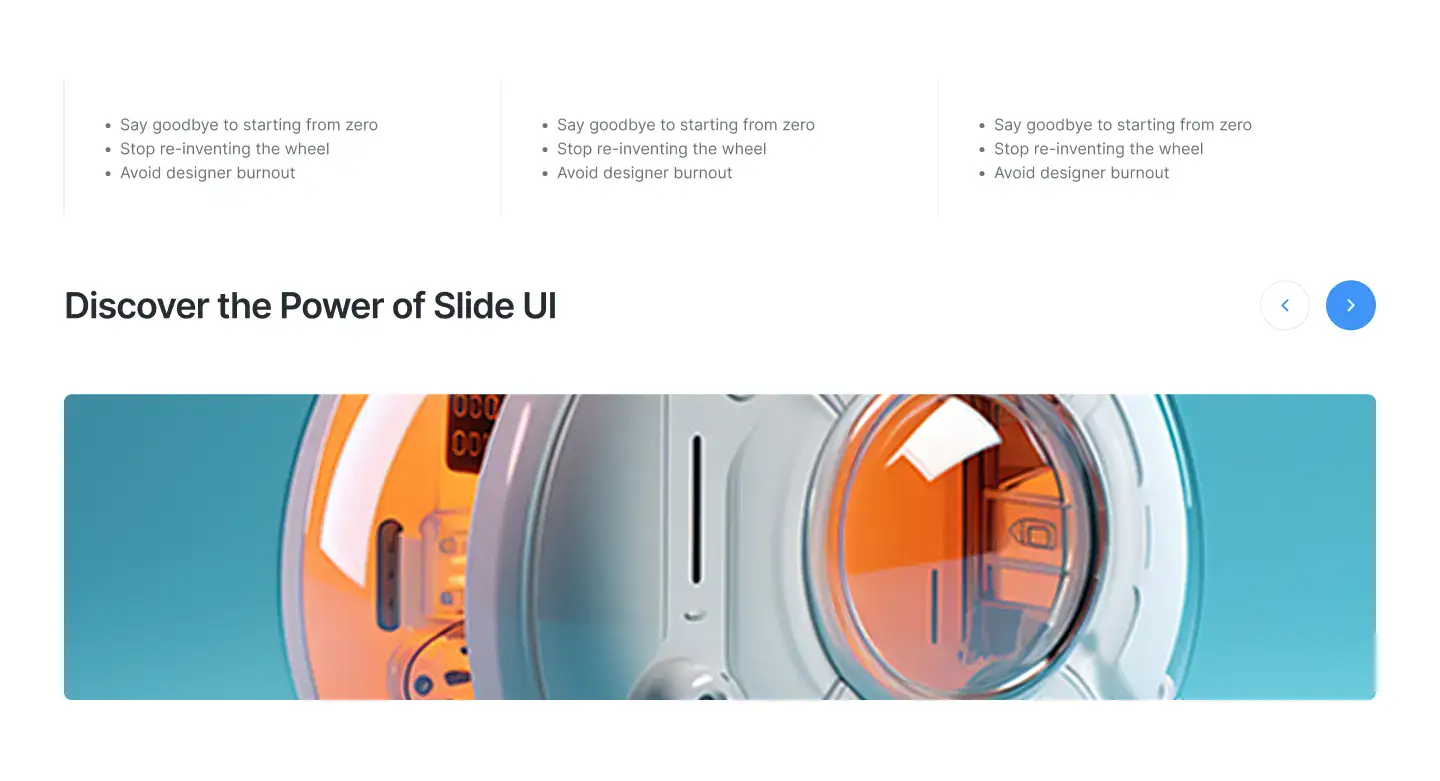 Say goodbye to starting from zero
Stop re-inventing the wheel
Avoid designer burnout
Say goodbye to starting from zero
Stop re-inventing the wheel
Avoid designer burnout
Say goodbye to starting from zero
Stop re-inventing the wheel
Avoid designer burnout
Discover the Power of Slide UI